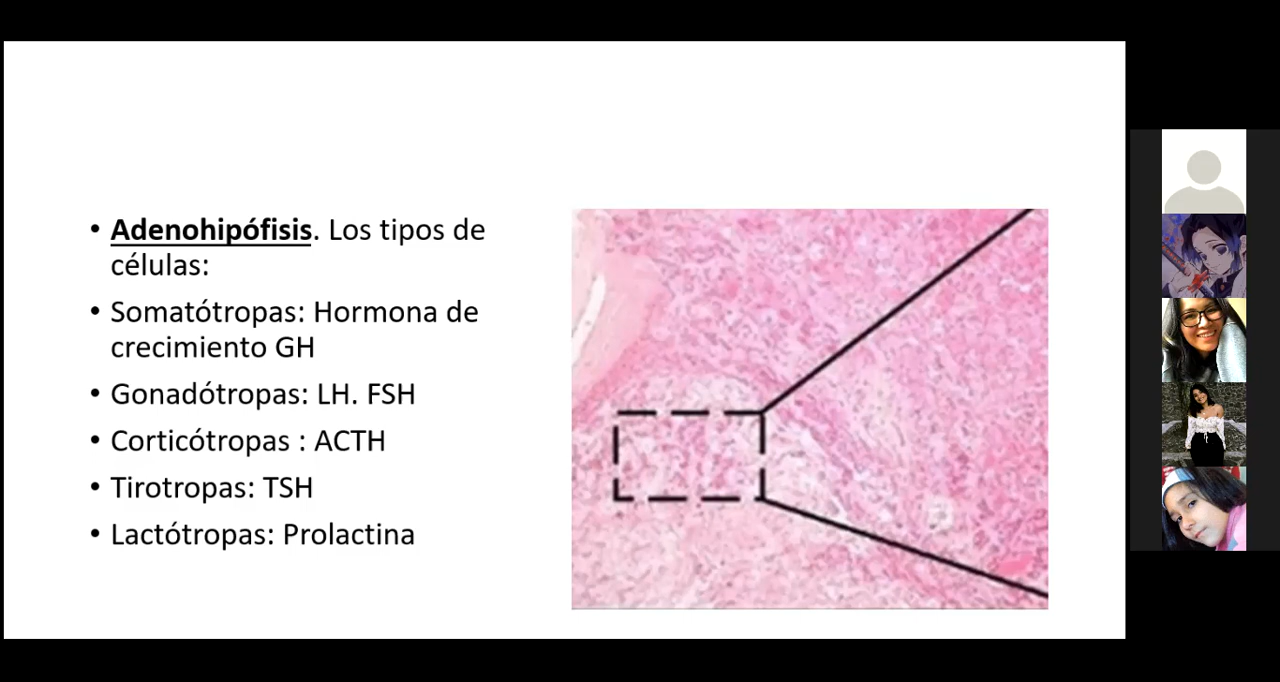 • Adenohipófisis. Los tipos de
células:
• Somatótropas: Hormona de
crecimiento GH
• Gonadótropas: LH. FSH
• Corticótropas : ACTH
• Tirotropas: TSH
• Lactótropas: Prolactina